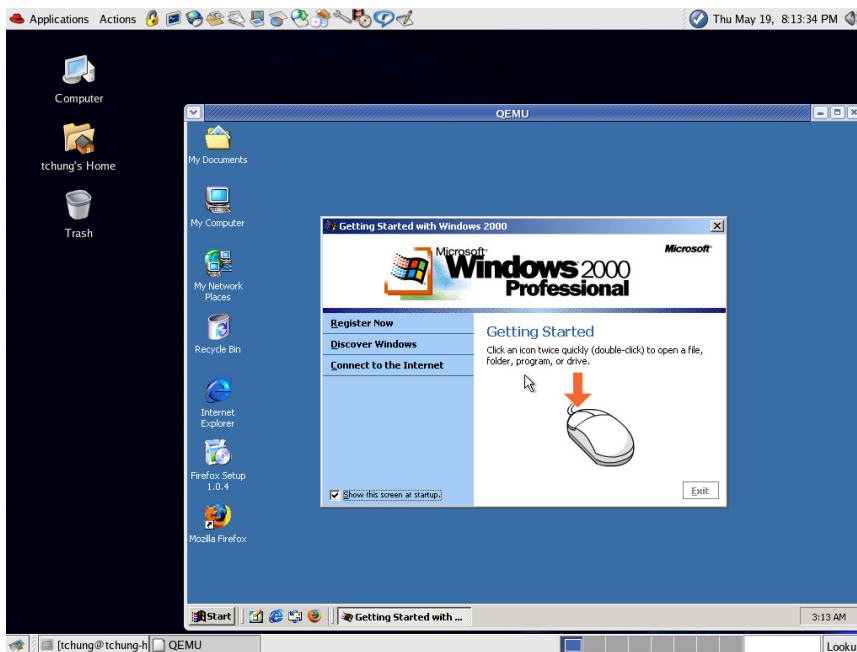 Applications Actions
Thu May 19, 8:13:34 PM
Computer
tchung's Home
Trash
QEMU
My Documents
My Computer
My Network
Places
Recycle Bin
Internet
Explorer
Firefox Setup
1.0.4
Mozilla Firefox
Getting Started with Windows 2000
Microsoft
Windows 2000
Professional
Microsoft
Register Now
Discover Windows
Connect to the Internet
Getting Started
Click an icon twice quickly (double-click) to open a file,
folder, program, or drive.
Show this screen at startup.
Exit
Start
Getting Started with ...
3:13 AM
[tchung@tchung-h
QEMU
Looku